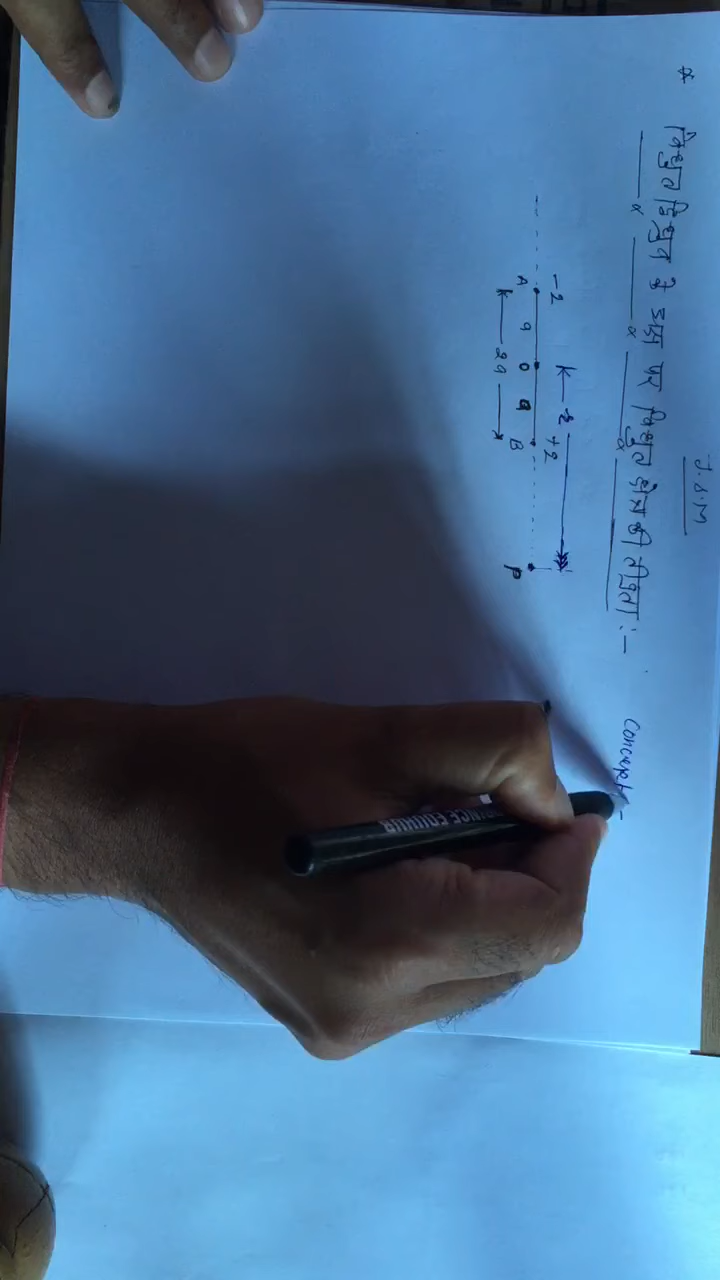 J.S.M
* विधुत द्विध्रुव के अक्ष पर विधुत क्षेत्र की तीव्रता :-
Concept -
r
-q +q
A a O a B P
2a